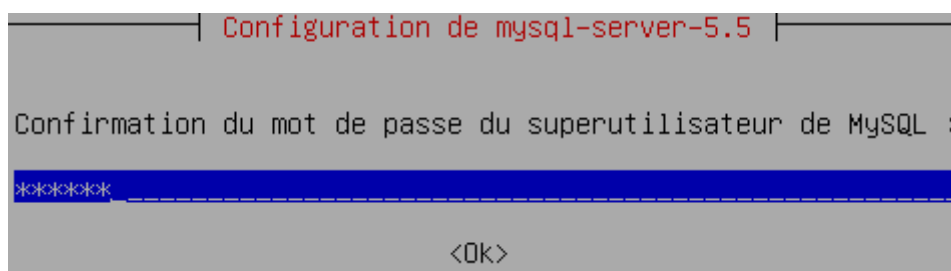 Configuration de mysql-server-5.5
Confirmation du mot de passe du superutilisateur de MySQL :
******
<Ok>